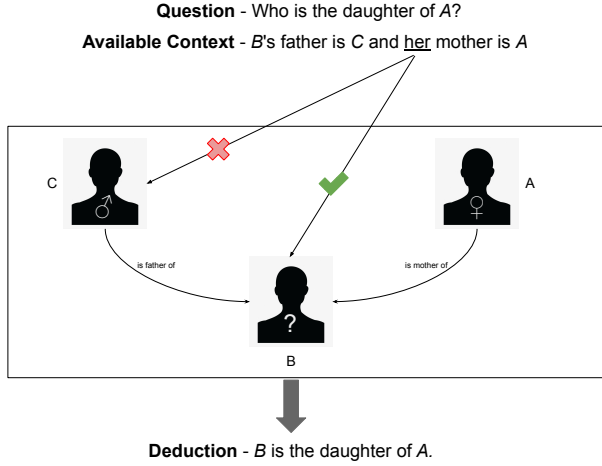 Question - Who is the daughter of A?
Available Context - B's father is C and her mother is A
C
A
is father of
is mother of
?
B
Deduction - B is the daughter of A.